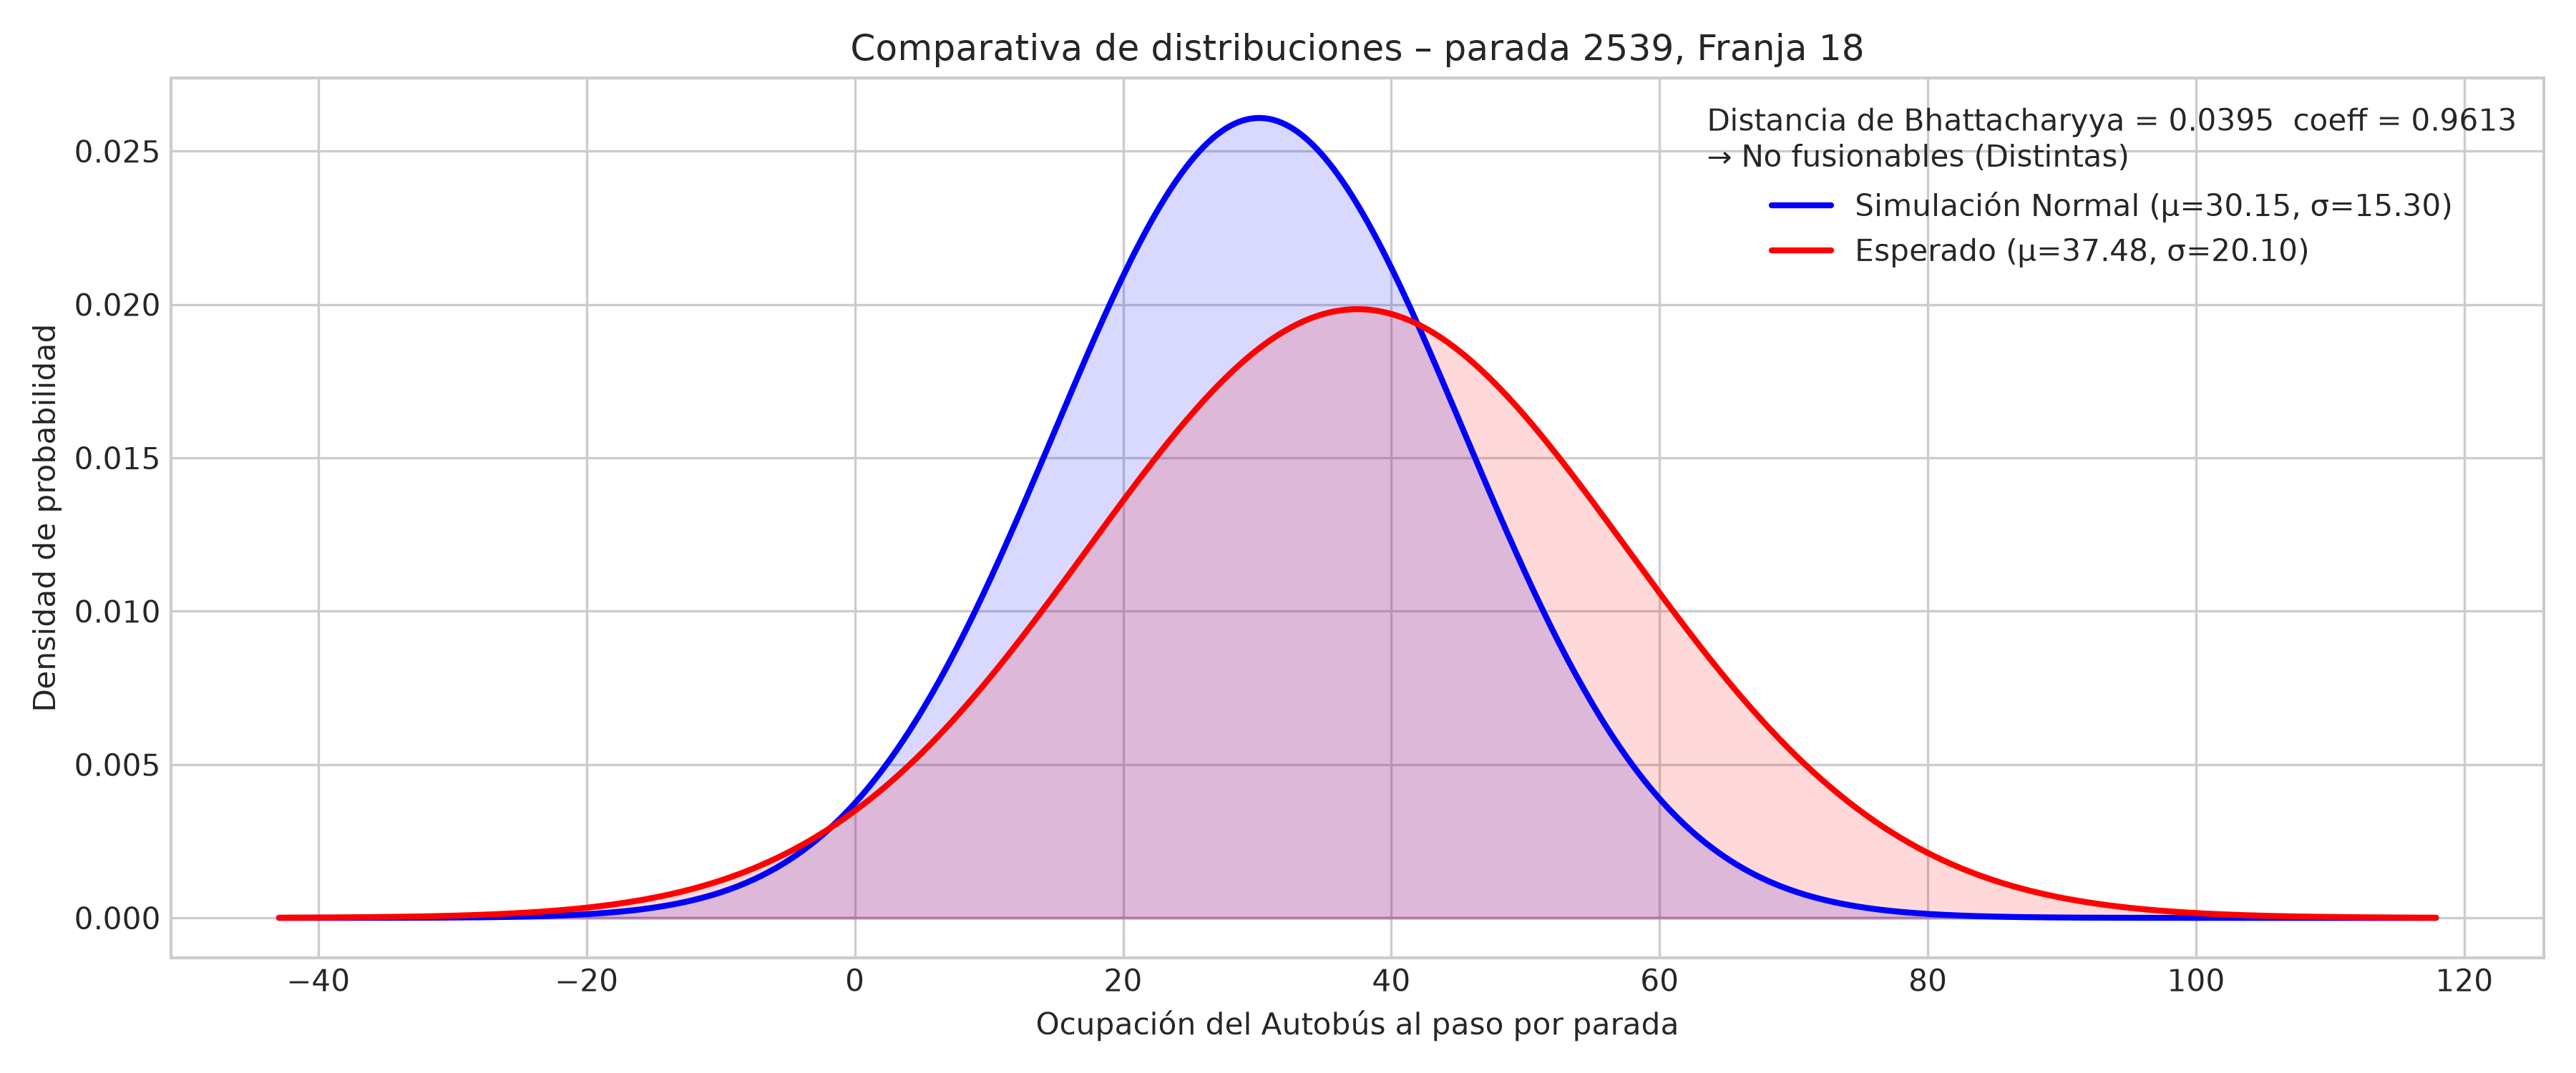 Comparativa de distribuciones – parada 2539, Franja 18
Distancia de Bhattacharyya = 0.0395  coeff = 0.9613
→ No fusionables (Distintas)
Simulación Normal (μ=30.15, σ=15.30)
Esperado (μ=37.48, σ=20.10)
Densidad de probabilidad
0.025
0.020
0.015
0.010
0.005
0.000
−40 −20 0 20 40 60 80 100 120
Ocupación del Autobús al paso por parada